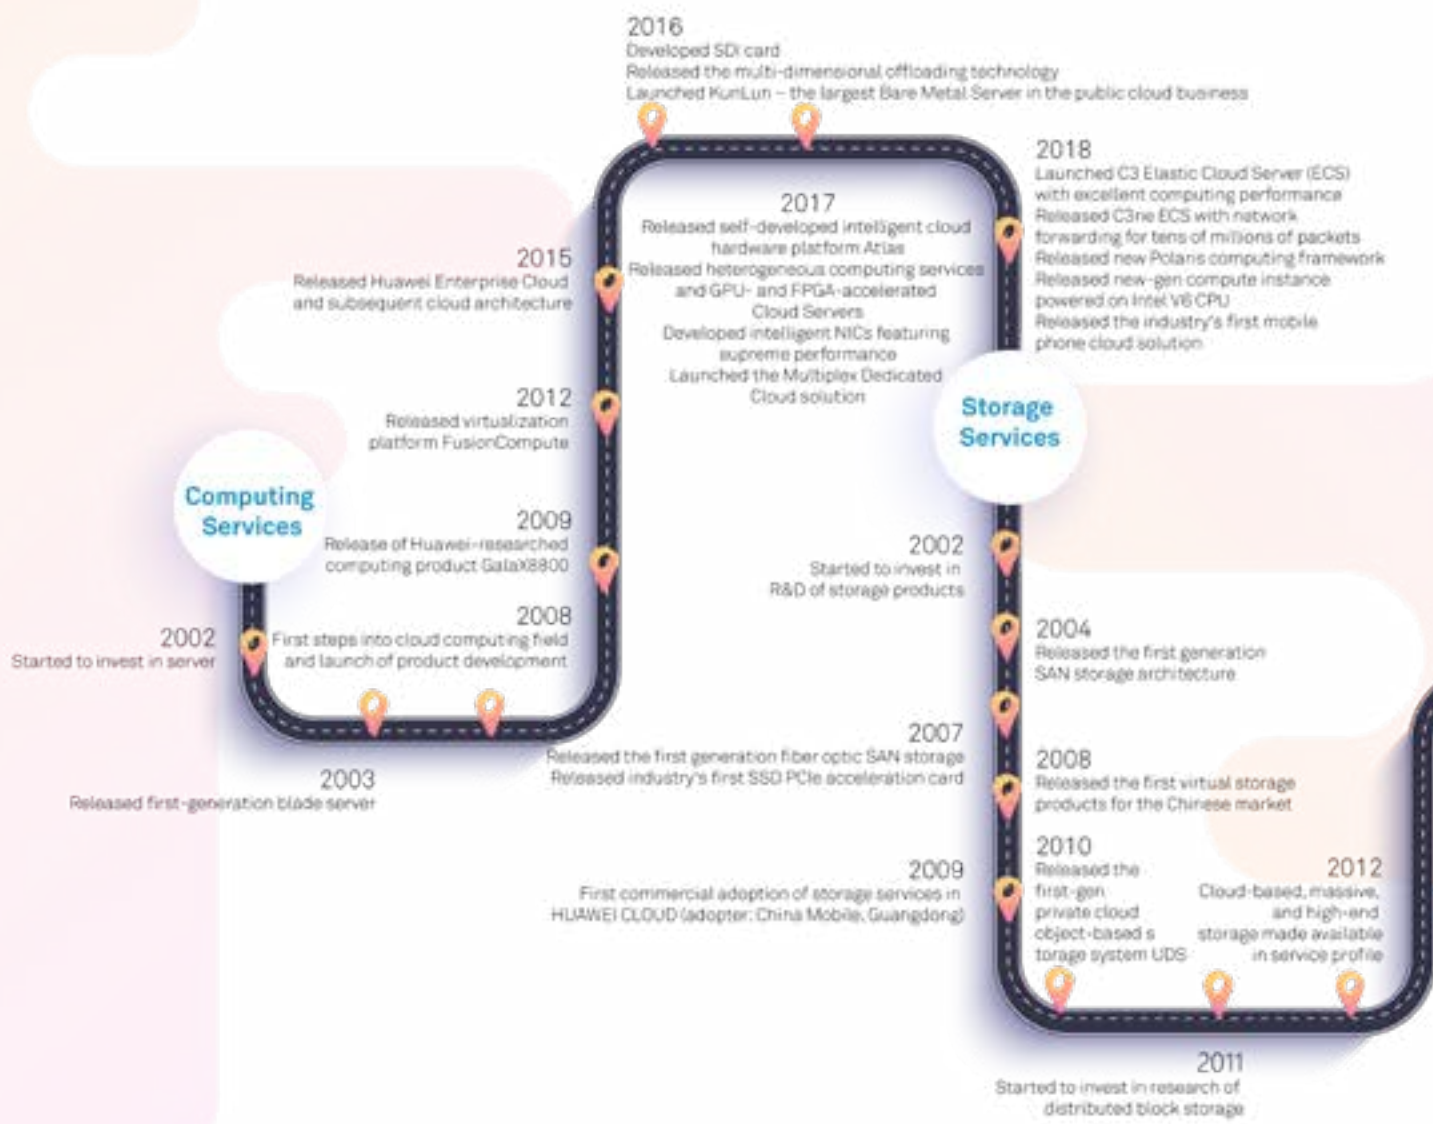 Computing
Services
2002
Started to invest in server
2003
Released first-generation blade server
2008
First steps into cloud computing field
and launch of product development
2009
Release of Huawei-researched
computing product GalaX8800
2012
Released virtualization
platform FusionCompute
2015
Released Huawei Enterprise Cloud
and subsequent cloud architecture
2016
Developed SDI card
Released the multi-dimensional offloading technology
Launched KunLun – the largest Bare Metal Server in the public cloud business
2017
Released self-developed intelligent cloud
hardware platform Atlas
Released heterogeneous computing services
and GPU- and FPGA-accelerated
Cloud Servers
Developed intelligent NICs featuring
supreme performance
Launched the Multiplex Dedicated
Cloud solution
2018
Launched C3 Elastic Cloud Server (ECS)
with excellent computing performance
Released C3ne ECS with network
forwarding for tens of millions of packets
Released new Polaris computing framework
Released new-gen compute instance
powered on Intel V6 CPU
Released the industry's first mobile
phone cloud solution
Storage
Services
2002
Started to invest in
R&D of storage products
2004
Released the first generation
SAN storage architecture
2007
Released the first generation fiber optic SAN storage
Released industry's first SSD PCIe acceleration card
2008
Released the first virtual storage
products for the Chinese market
2009
First commercial adoption of storage services in
HUAWEI CLOUD (adopter: China Mobile, Guangdong)
2010
Released the
first-gen
private cloud
object-based s
torage system UDS
2011
Started to invest in research of
distributed block storage
2012
Cloud-based, massive,
and high-end
storage made available
in service profile